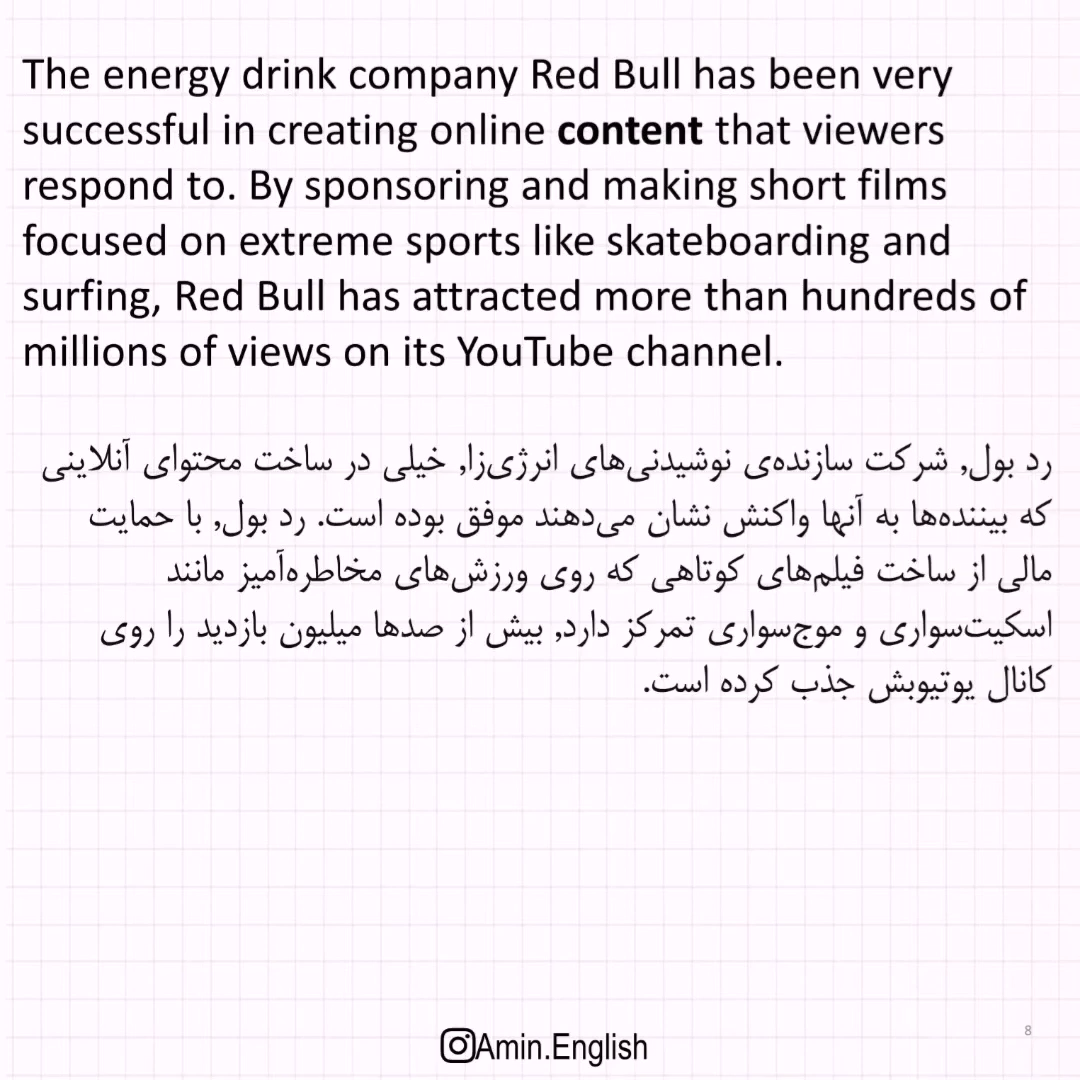 The energy drink company Red Bull has been very
successful in creating online content that viewers
respond to. By sponsoring and making short films
focused on extreme sports like skateboarding and
surfing, Red Bull has attracted more than hundreds of
millions of views on its YouTube channel.
رد بول, شرکت سازنده‌ی نوشیدنی‌های انرژی‌زا, خیلی در ساخت محتوای آنلاینی
که بیننده‌ها به آنها واکنش نشان می‌دهند موفق بوده است. رد بول, با حمایت
مالی از ساخت فیلم‌های کوتاهی که روی ورزش‌های مخاطره‌آمیز مانند
اسکیت‌سواری و موج‌سواری تمرکز دارد, بیش از صدها میلیون بازدید را روی
کانال یوتیوبش جذب کرده است.
8
Amin.English